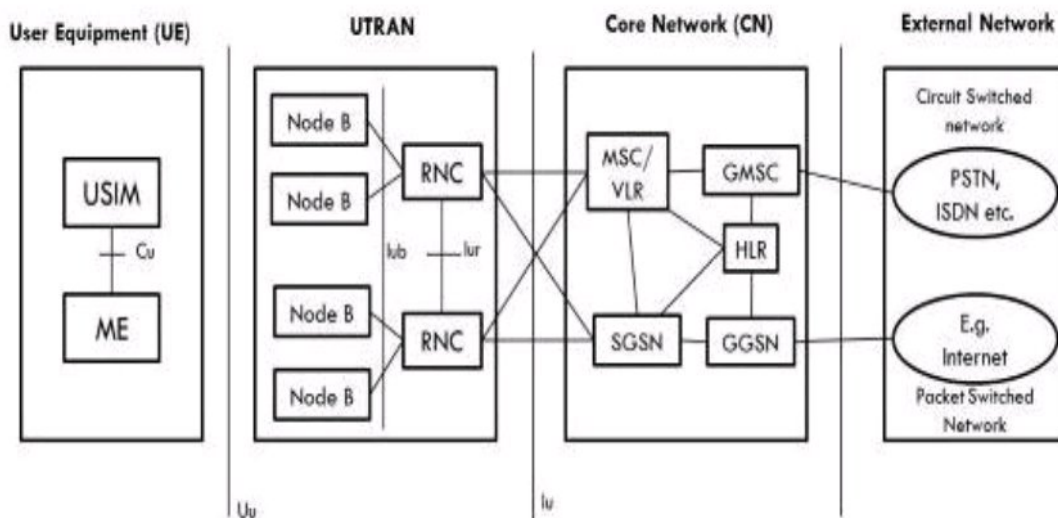 User Equipment (UE)
UTRAN
Core Network (CN)
External Network
USIM
Cu
ME
Node B
Node B
RNC
Iub
Iur
Node B
Node B
RNC
MSC/
VLR
GMSC
HLR
SGSN
GGSN
Circuit Switched
network
PSTN,
ISDN etc.
E.g.
Internet
Packet Switched
Network
Uu
Iu